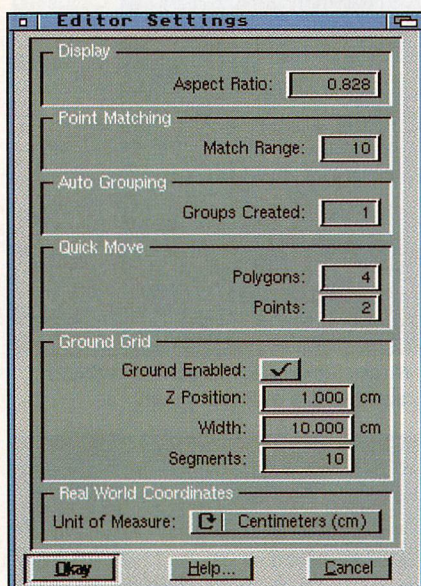 Editor Settings
Display
Aspect Ratio: 0.828
Point Matching
Match Range: 10
Auto Grouping
Groups Created: 1
Quick Move
Polygons: 4
Points: 2
Ground Grid
Ground Enabled:
Z Position: 1.000 cm
Width: 10.000 cm
Segments: 10
Real World Coordinates
Unit of Measure: Centimeters (cm)
Okay Help... Cancel